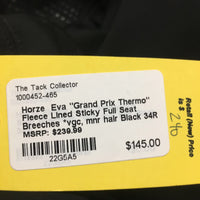 The Tack Collector
1000452-465
Horze Eva "Grand Prix Thermo"
Fleece Lined Sticky Full Seat
Breeches *vgc, mnr hair Black 34R
MSRP: $239.99
$145.00
22G5A5
Retail (New) Price
is $
240